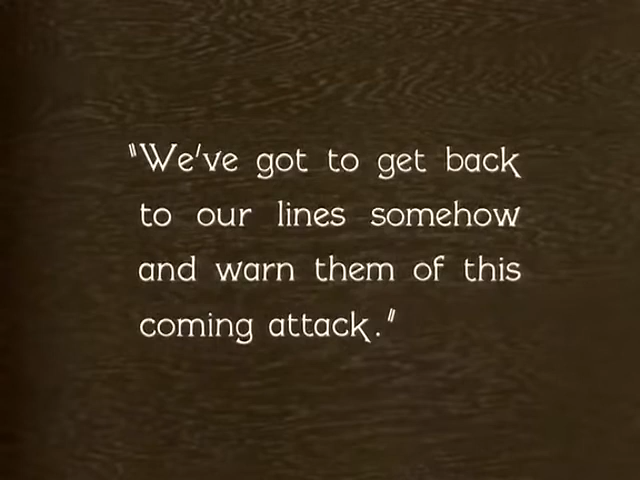 "We've got to get back
to our lines somehow
and warn them of this
coming attack."